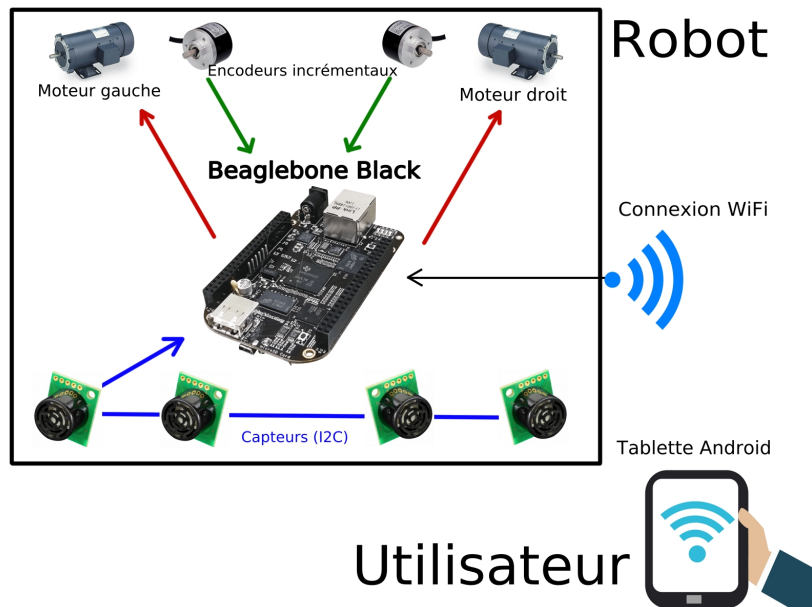 Robot
Encodeurs incrémentaux
Moteur gauche
Moteur droit
Beaglebone Black
Connexion WiFi
Capteurs (I2C)
Tablette Android
Utilisateur